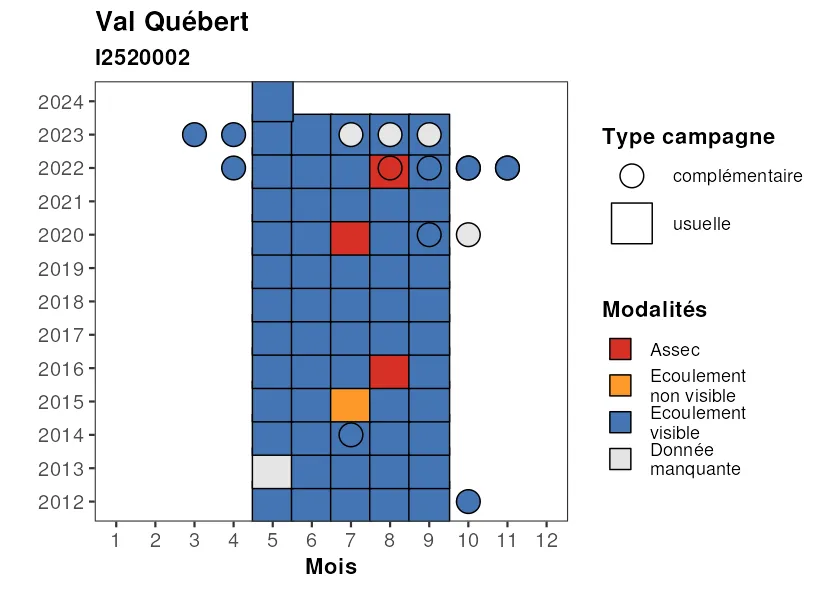 Val Québert
I2520002
2024
2023
2022
2021
2020
2019
2018
2017
2016
2015
2014
2013
2012
1 2 3 4 5 6 7 8 9 10 11 12
Mois
Type campagne
complémentaire
usuelle
Modalités
Assec
Ecoulement
non visible
Ecoulement
visible
Donnée
manquante